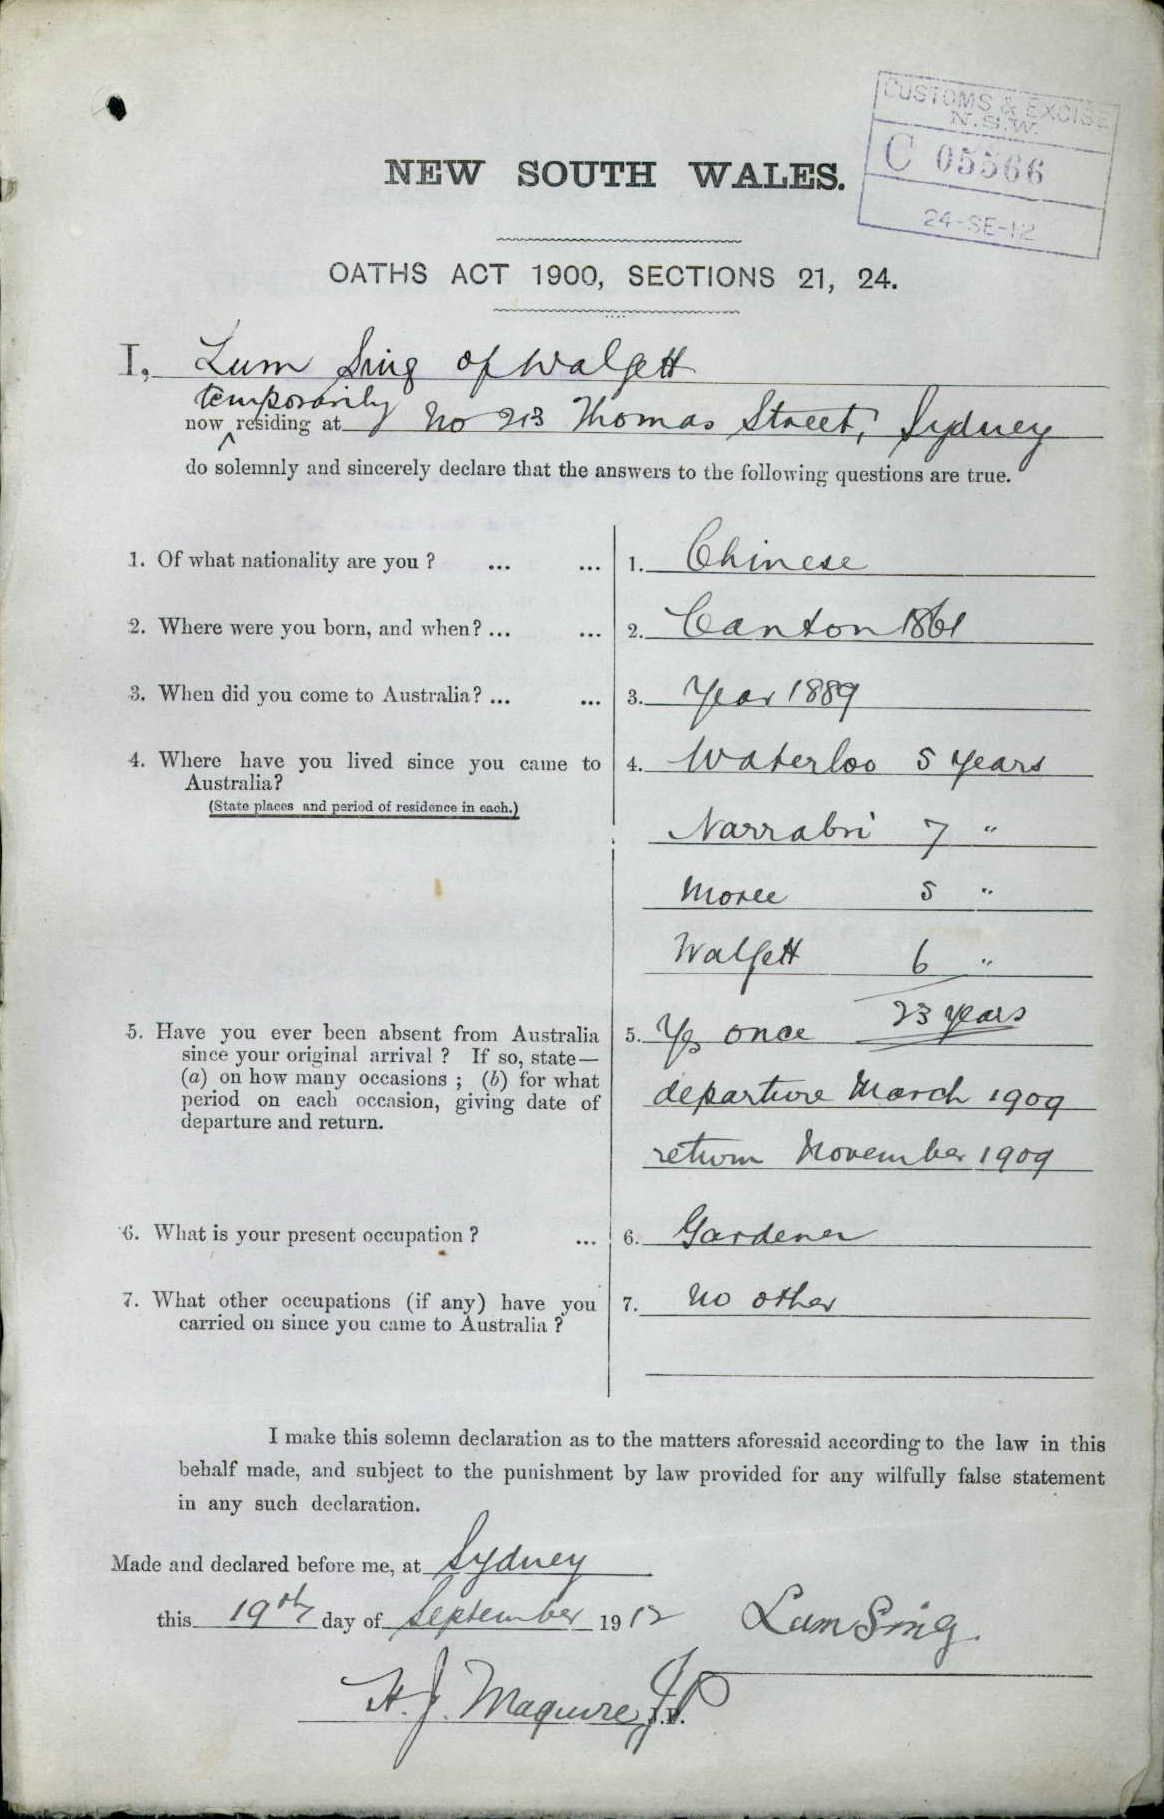 CUSTOMS & EXCISE
N.S.W.
C 05566
24-SE-12
NEW SOUTH WALES.
OATHS ACT 1900, SECTIONS 21, 24.
I, Lum Sing of Walgett
temporarily
now ^ residing at No 213 Thomas Street, Sydney
do solemnly and sincerely declare that the answers to the following questions are true.
1. Of what nationality are you ? ... ... 1. Chinese
2. Where were you born, and when? ... ... 2. Canton 1861
3. When did you come to Australia? ... ... 3. Year 1889
4. Where have you lived since you came to 4. Waterloo 5 years
Australia?
(State places and period of residence in each.)
Narrabri 7 "
Moree 5 "
Walgett 6 "
23 years
5. Have you ever been absent from Australia 5. Yes once
since your original arrival ? If so, state—
(a) on how many occasions ; (b) for what
period on each occasion, giving date of departure March 1909
departure and return.
return November 1909
6. What is your present occupation ? ... 6. Gardener
7. What other occupations (if any) have you 7. No other
carried on since you came to Australia ?
I make this solemn declaration as to the matters aforesaid according to the law in this
behalf made, and subject to the punishment by law provided for any wilfully false statement
in any such declaration.
Made and declared before me, at Sydney
this 19th day of September 1912 Lum Sing.
H. J. Maguire J.P.